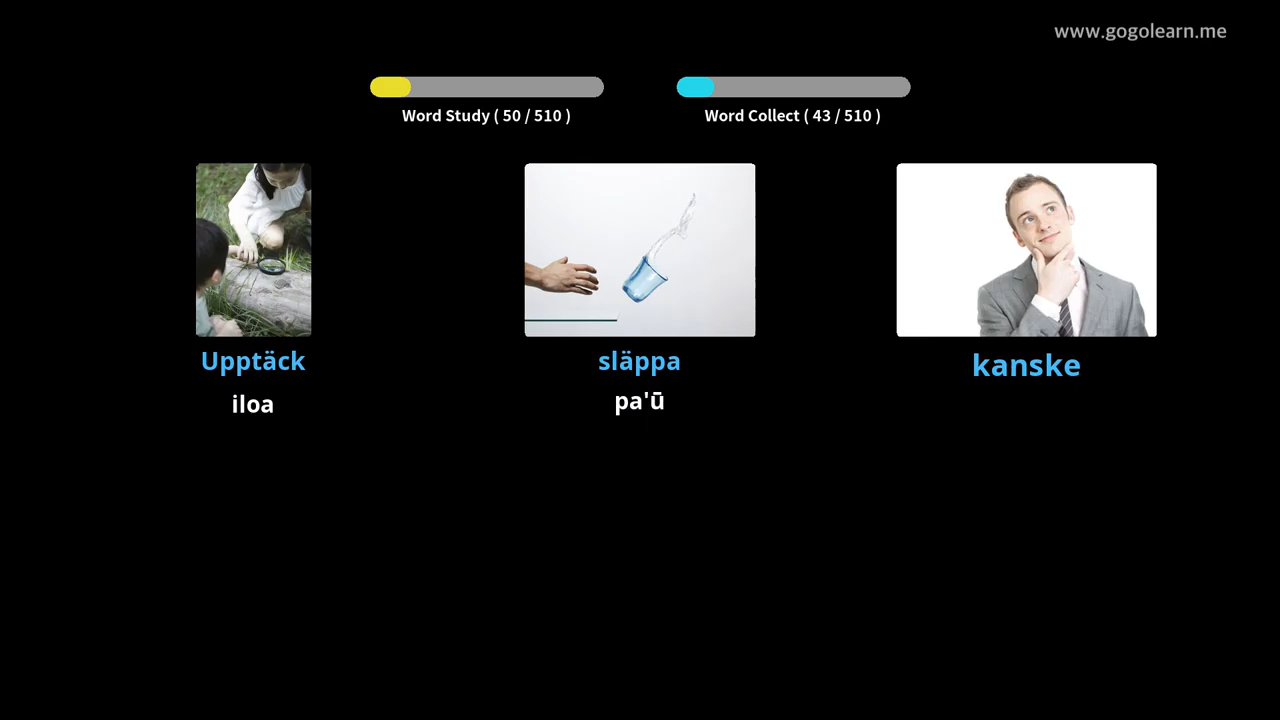 www.gogolearn.me
Word Study ( 50 / 510 )
Word Collect ( 43 / 510 )
Upptäck
iloa
släppa
pa'ū
kanske